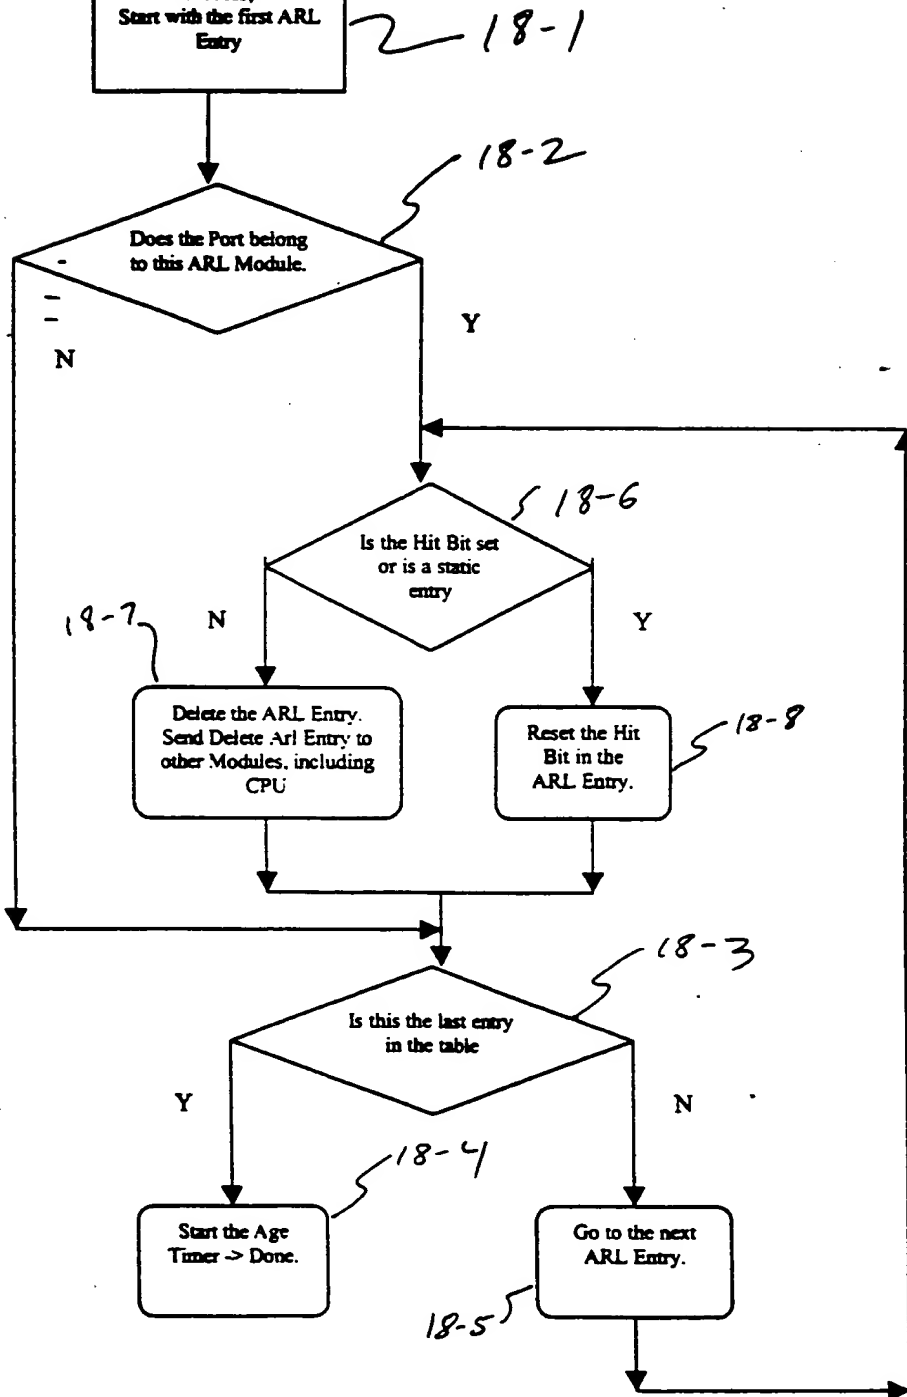 Start with the first ARL
Entry
18-1
18-2
Does the Port belong
to this ARL Module.
Y
N
18-6
Is the Hit Bit set
or is a static
entry
18-7
N
Y
Delete the ARL Entry.
Send Delete Arl Entry to
other Modules, including
CPU
Reset the Hit
Bit in the
ARL Entry.
18-8
18-3
Is this the last entry
in the table
Y
N
18-4
Start the Age
Timer -> Done.
Go to the next
ARL Entry.
18-5